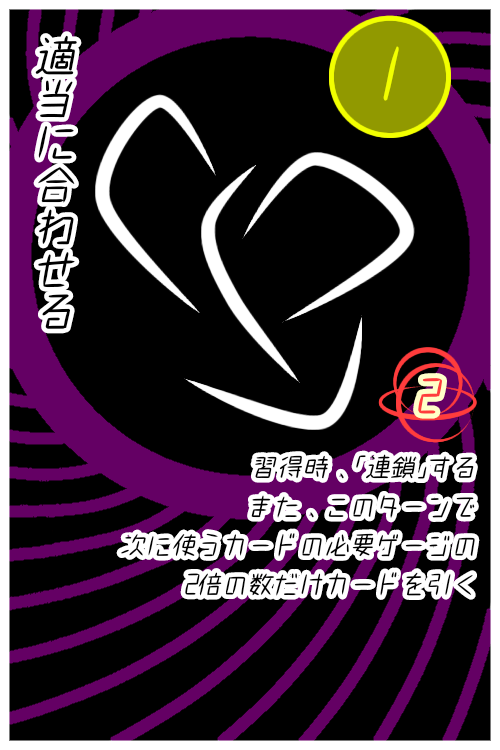 適当に合わせる
1
2
習得時、「連鎖」する
また、このターンで
次に使うカードの必要ゲージの
2倍の数だけカードを引く